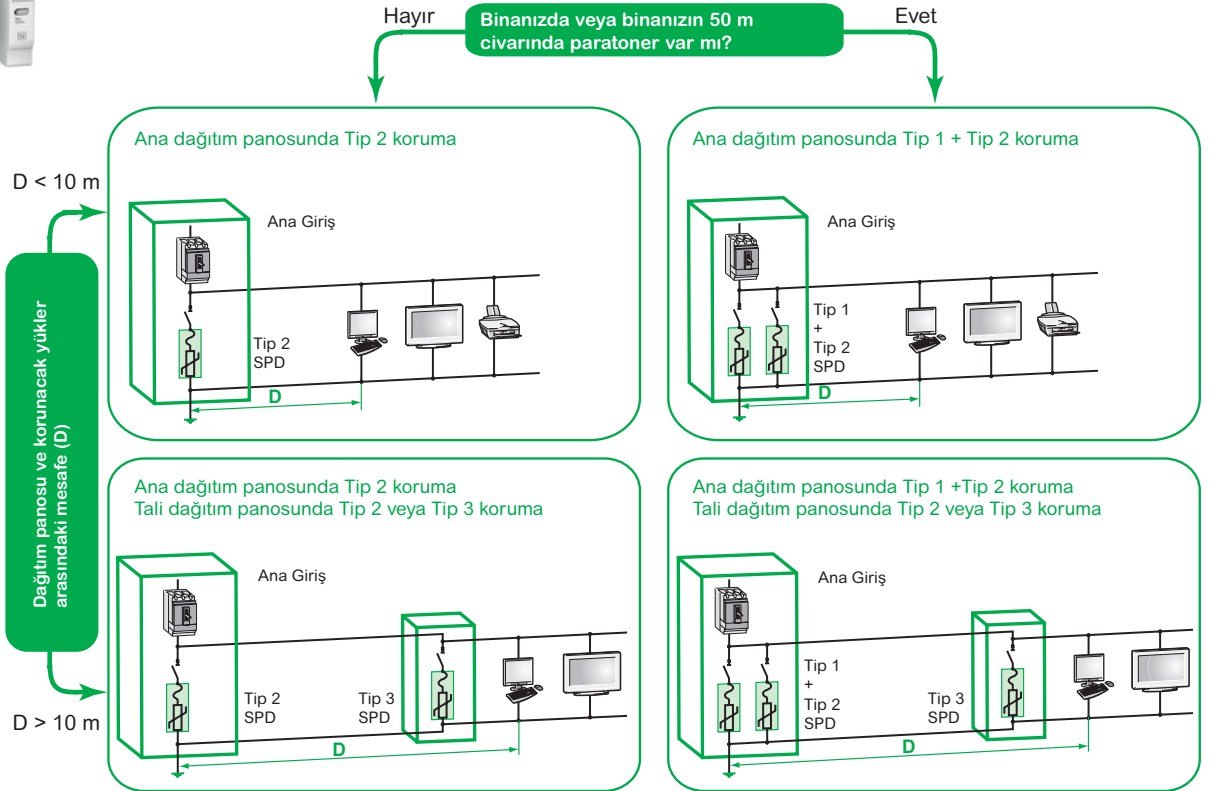 Hayır
Binanızda veya binanızın 50 m
civarında paratoner var mı?
Evet
Ana dağıtım panosunda Tip 2 koruma
Ana dağıtım panosunda Tip 1 + Tip 2 koruma
D < 10 m
Ana Giriş
Tip 2
SPD
D
Ana Giriş
Tip 1
+
Tip 2
SPD
D
Dağıtım panosu ve korunacak yükler
arasındaki mesafe (D)
Ana dağıtım panosunda Tip 2 koruma
Tali dağıtım panosunda Tip 2 veya Tip 3 koruma
Ana dağıtım panosunda Tip 1 +Tip 2 koruma
Tali dağıtım panosunda Tip 2 veya Tip 3 koruma
D > 10 m
Ana Giriş
Tip 2
SPD
Tip 3
SPD
D
Ana Giriş
Tip 1
+
Tip 2
SPD
Tip 3
SPD
D